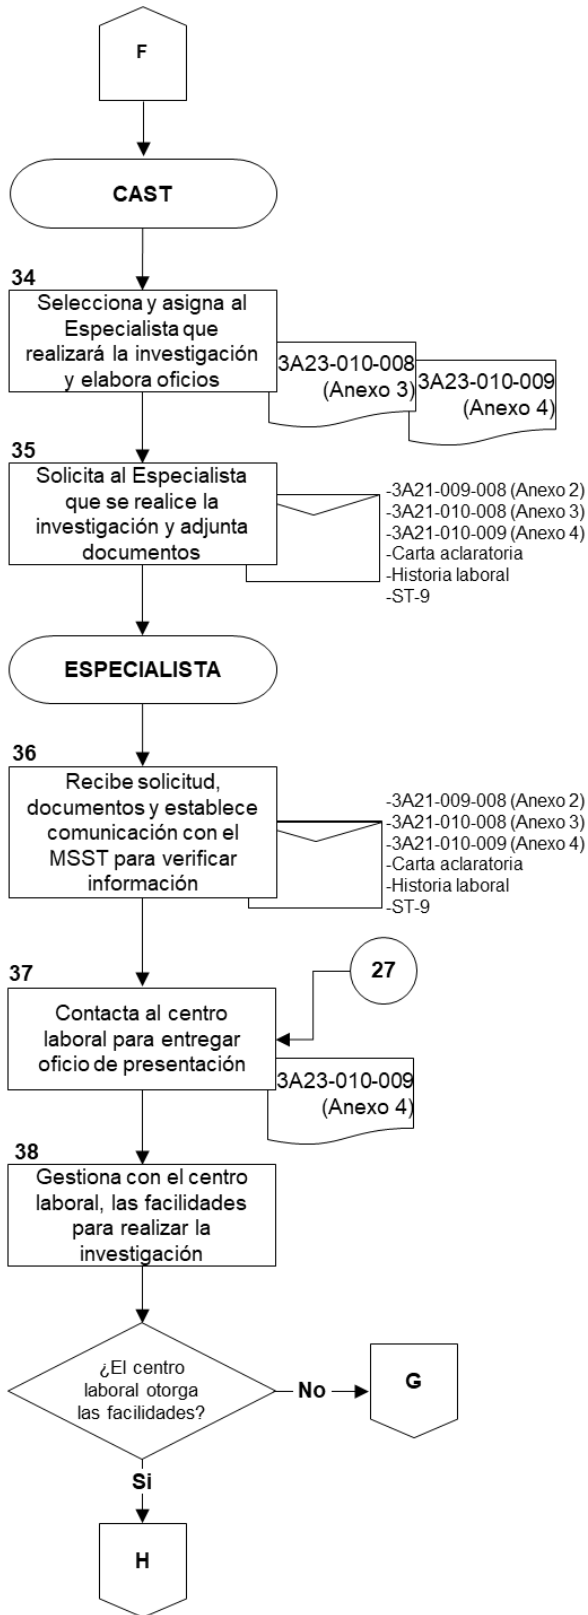 F
CAST
34
Selecciona y asigna al
Especialista que
realizará la investigación
y elabora oficios
3A23-010-008
(Anexo 3)
3A23-010-009
(Anexo 4)
35
Solicita al Especialista
que se realice la
investigación y adjunta
documentos
-3A21-009-008 (Anexo 2)
-3A21-010-008 (Anexo 3)
-3A21-010-009 (Anexo 4)
-Carta aclaratoria
-Historia laboral
-ST-9
ESPECIALISTA
36
Recibe solicitud,
documentos y establece
comunicación con el
MSST para verificar
información
-3A21-009-008 (Anexo 2)
-3A21-010-008 (Anexo 3)
-3A21-010-009 (Anexo 4)
-Carta aclaratoria
-Historia laboral
-ST-9
27
37
Contacta al centro
laboral para entregar
oficio de presentación
3A23-010-009
(Anexo 4)
38
Gestiona con el centro
laboral, las facilidades
para realizar la
investigación
¿El centro
laboral otorga
las facilidades?
No
G
Si
H